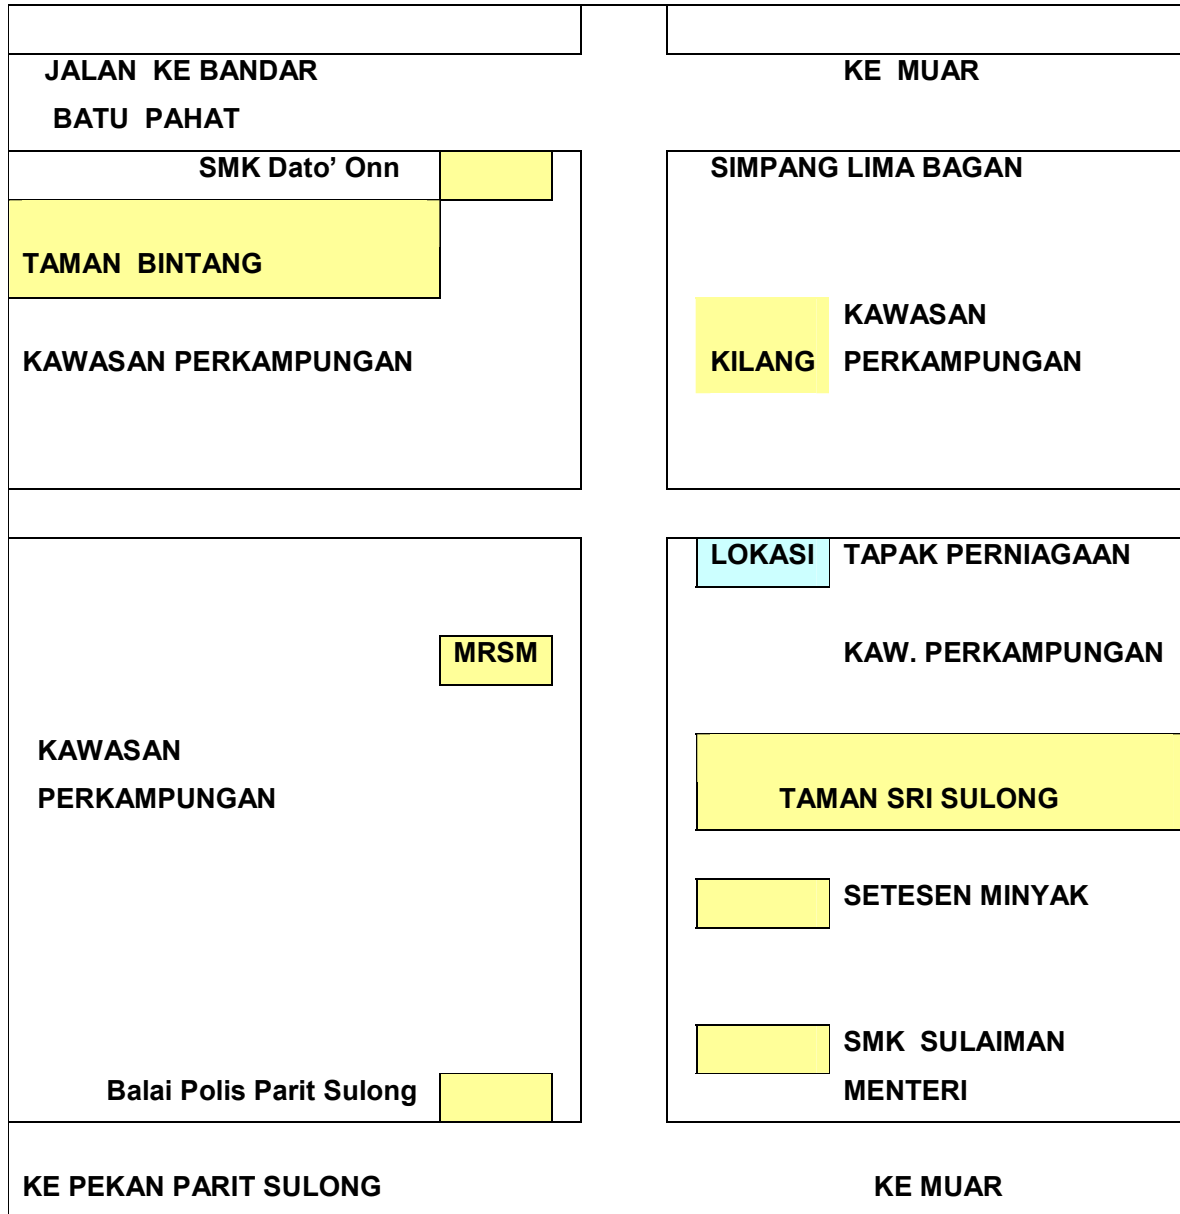 JALAN KE BANDAR
BATU PAHAT
KE MUAR
SMK Dato' Onn
SIMPANG LIMA BAGAN
TAMAN BINTANG
KAWASAN PERKAMPUNGAN
KILANG
KAWASAN
PERKAMPUNGAN
LOKASI
TAPAK PERNIAGAAN
MRSM
KAW. PERKAMPUNGAN
KAWASAN
PERKAMPUNGAN
TAMAN SRI SULONG
SETESEN MINYAK
SMK SULAIMAN
MENTERI
Balai Polis Parit Sulong
KE PEKAN PARIT SULONG
KE MUAR